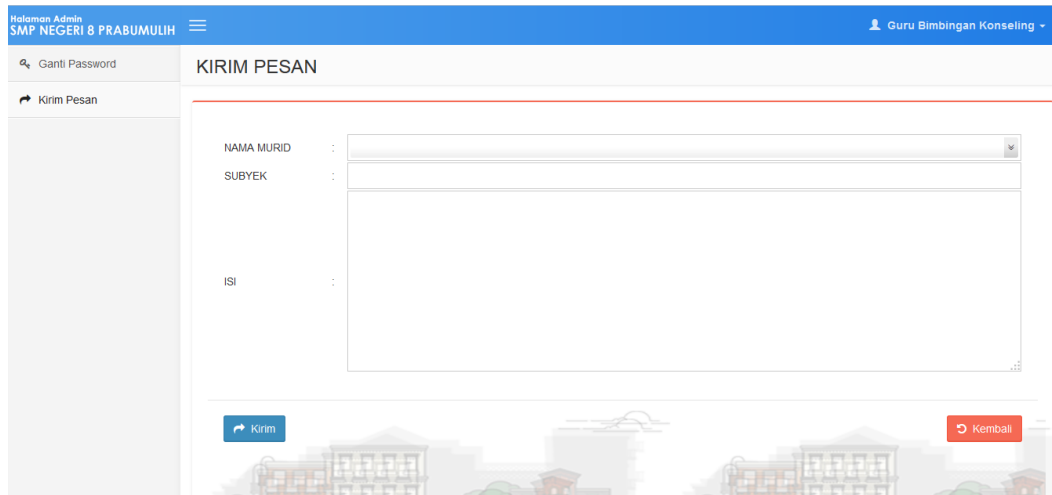 Halaman Admin
SMP NEGERI 8 PRABUMULIH
Guru Bimbingan Konseling
Ganti Password
Kirim Pesan
KIRIM PESAN
NAMA MURID :
SUBYEK :
ISI :
Kirim
Kembali